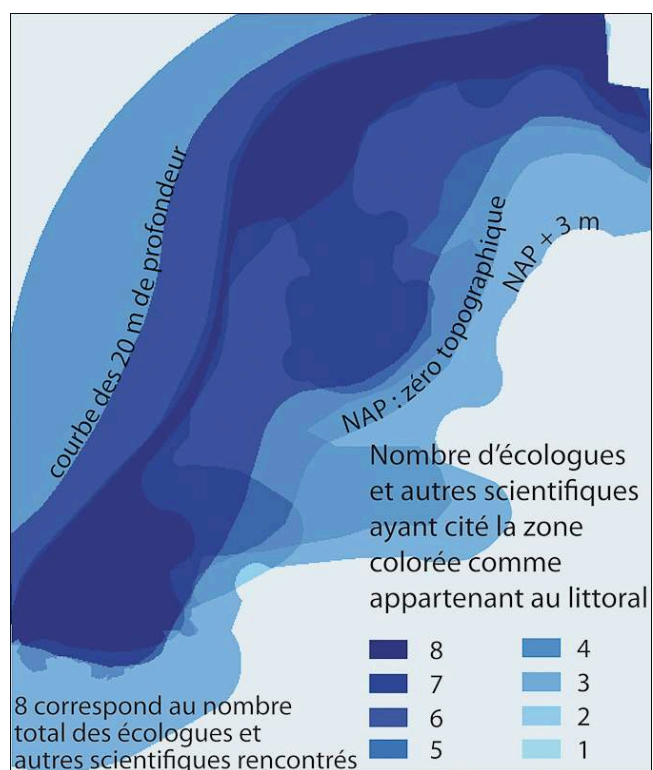 courbe des 20 m de profondeur
NAP : zéro topographique
NAP + 3 m
Nombre d'écologues
et autres scientifiques
ayant cité la zone
colorée comme
appartenant au littoral
8
7
6
5
4
3
2
1
8 correspond au nombre
total des écologues et
autres scientifiques rencontrés